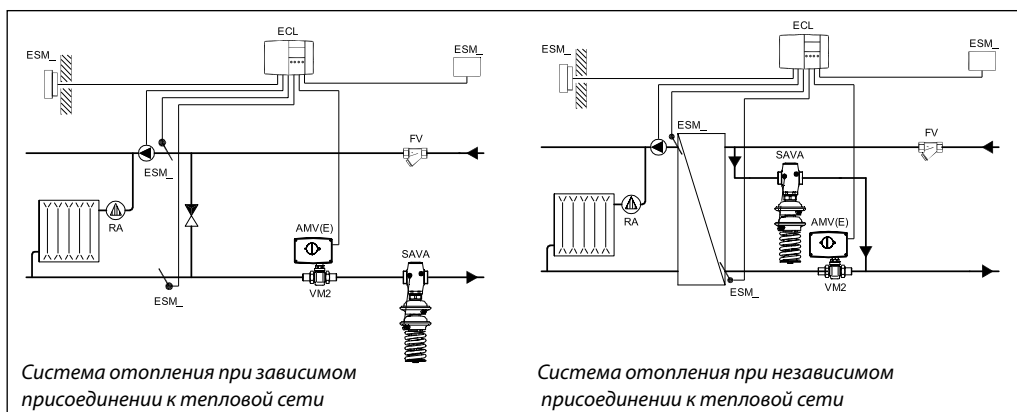 ECL
ESM_
ESM_
FV
ESM_
RA
AMV(E)
SAVA
VM2
ESM_
Система отопления при зависимом
присоединении к тепловой сети
ECL
ESM_
ESM_
ESM_
FV
SAVA
RA
AMV(E)
ESM_
VM2
Система отопления при независимом
присоединении к тепловой сети